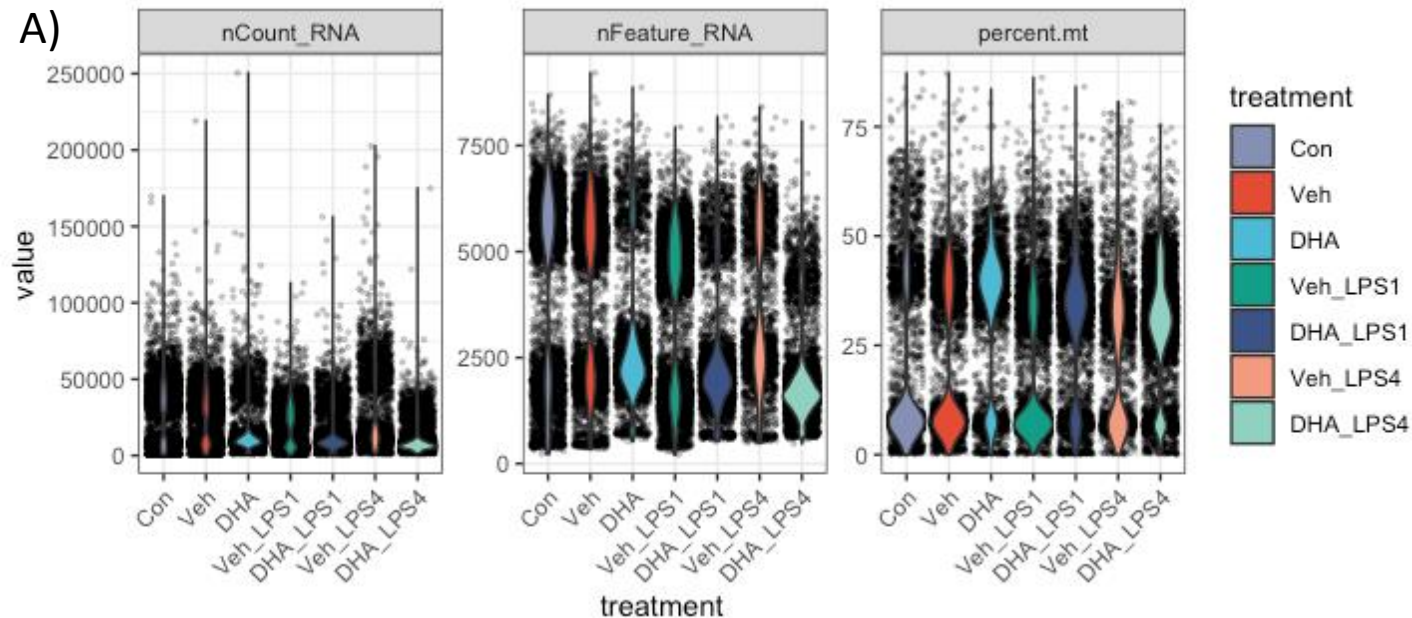 A)
nCount_RNA
nFeature_RNA
percent.mt
value
250000
200000
150000
100000
50000
0
7500
5000
2500
0
75
50
25
0
Con
Veh
DHA
Veh_LPS1
DHA_LPS1
Veh_LPS4
DHA_LPS4
Con
Veh
DHA
Veh_LPS1
DHA_LPS1
Veh_LPS4
DHA_LPS4
Con
Veh
DHA
Veh_LPS1
DHA_LPS1
Veh_LPS4
DHA_LPS4
treatment
treatment
Con
Veh
DHA
Veh_LPS1
DHA_LPS1
Veh_LPS4
DHA_LPS4